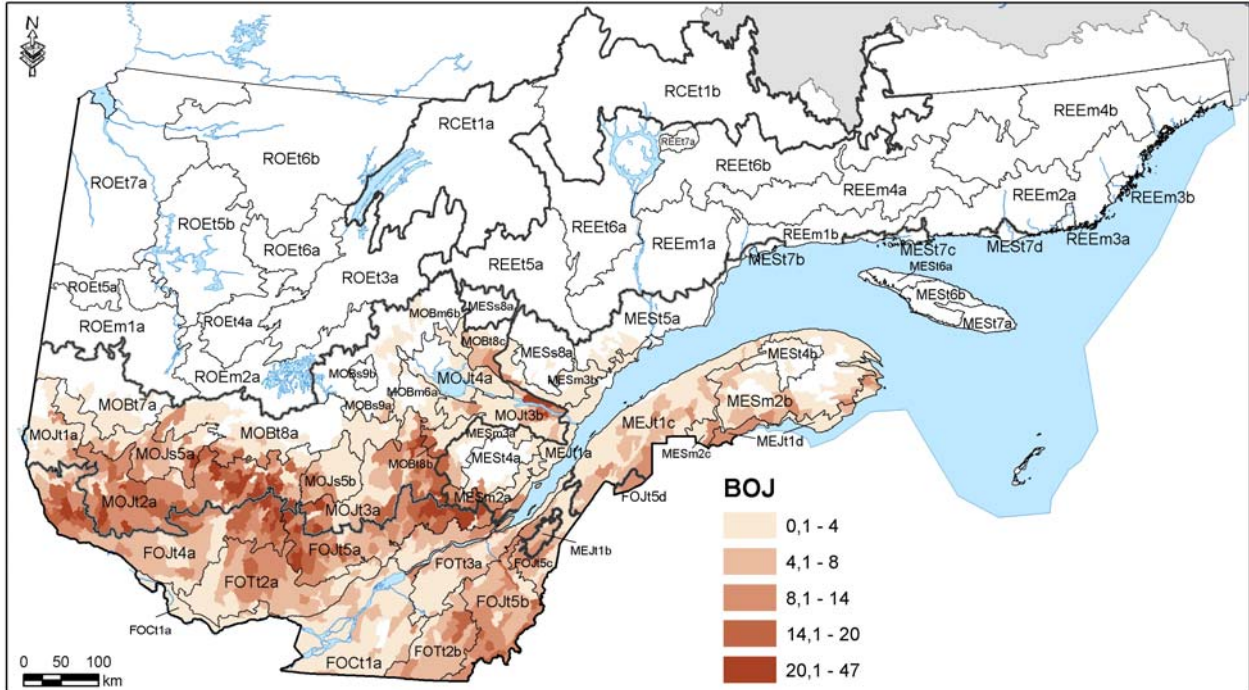 N
RCEt1b
REEm4b
RCEt1a
REEt7a
ROEt6b
REEt6b
ROEt7a
REEm4a
REEm2a
REEm3b
ROEt5b
REEt6a
REEm1a
REEm1b
REEm3a
ROEt6a
MESt7c
MESt7d
MESt7b
REEt5a
MESt6a
ROEt3a
ROEt5a
MESt6b
MESs8a
MOBm6b
MESt5a
MESt7a
ROEm1a
ROEt4a
MOBt8c
MESs8a
MESt4b
ROEm2a
MOBs9b
MOJt4a
MESm3b
MOBm6a
MESm2b
MOBt7a
MOBs9a
MOJt3b
MEJt1c
MOBt8a
MESm3a
MOJt1a
MEJt1a
MEJt1d
MESm2c
MOJs5a
MESt4a
MOBt8b
MOJs5b
FOJt5d
MESm2a
MOJt2a
MOJt3a
BOJ
FOJt4a
FOJt5a
MEJt1b
FOTt3a
FOJt5c
FOTt2a
FOJt5b
FOCt1a
FOTt2b
FOCt1a
0,1 - 4
4,1 - 8
8,1 - 14
14,1 - 20
20,1 - 47
0 50 100
km